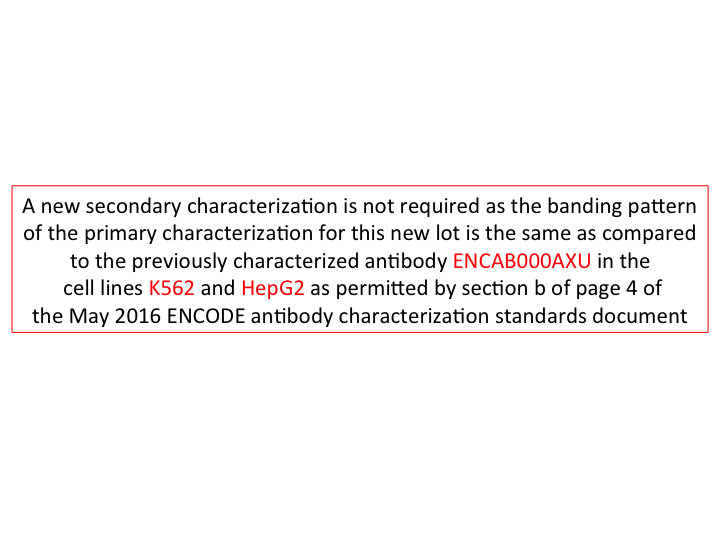 A new secondary characterization is not required as the banding pattern
of the primary characterization for this new lot is the same as compared
to the previously characterized antibody ENCAB000AXU in the
cell lines K562 and HepG2 as permitted by section b of page 4 of
the May 2016 ENCODE antibody characterization standards document